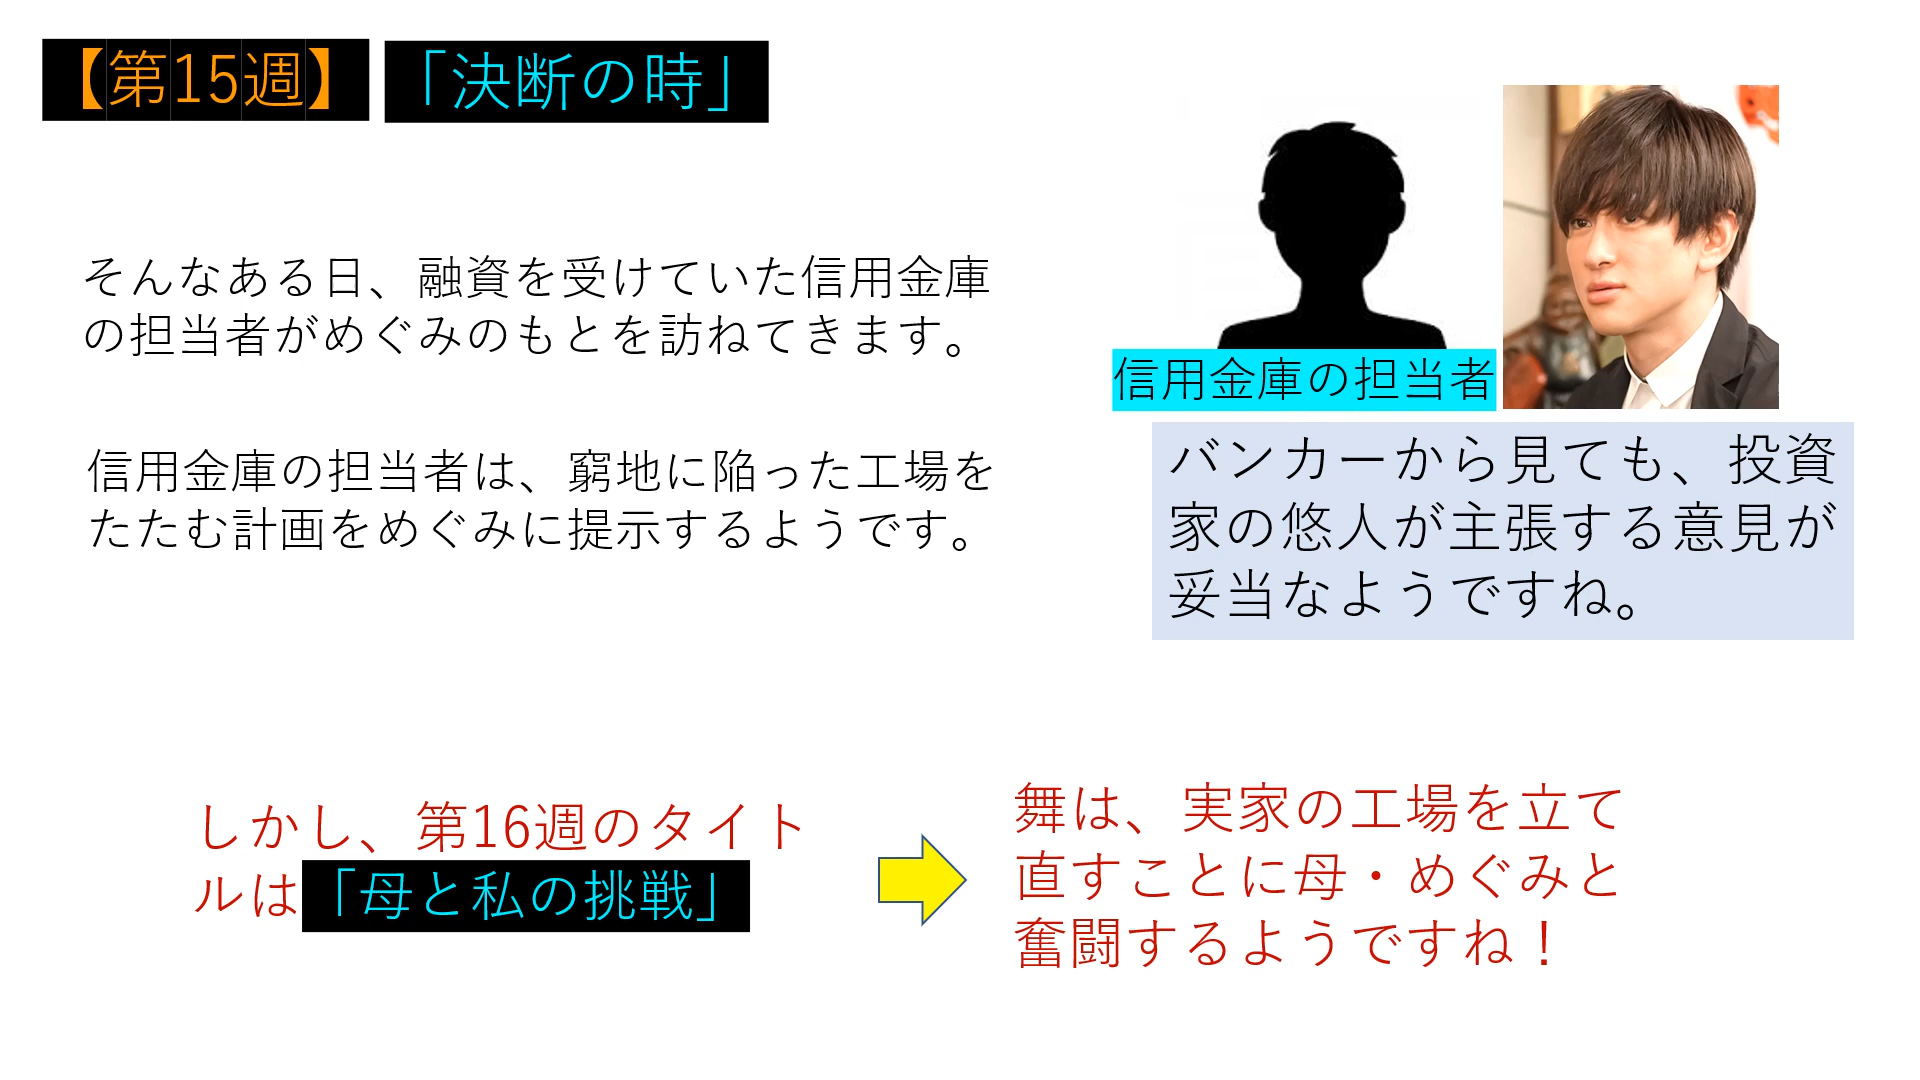 【第15週】「決断の時」
そんなある日、融資を受けていた信用金庫
の担当者がめぐみのもとを訪ねてきます。
信用金庫の担当者は、窮地に陥った工場を
たたむ計画をめぐみに提示するようです。
信用金庫の担当者
バンカーから見ても、投資
家の悠人が主張する意見が
妥当なようですね。
しかし、第16週のタイト
ルは「母と私の挑戦」
舞は、実家の工場を立て
直すことに母・めぐみと
奮闘するようですね！